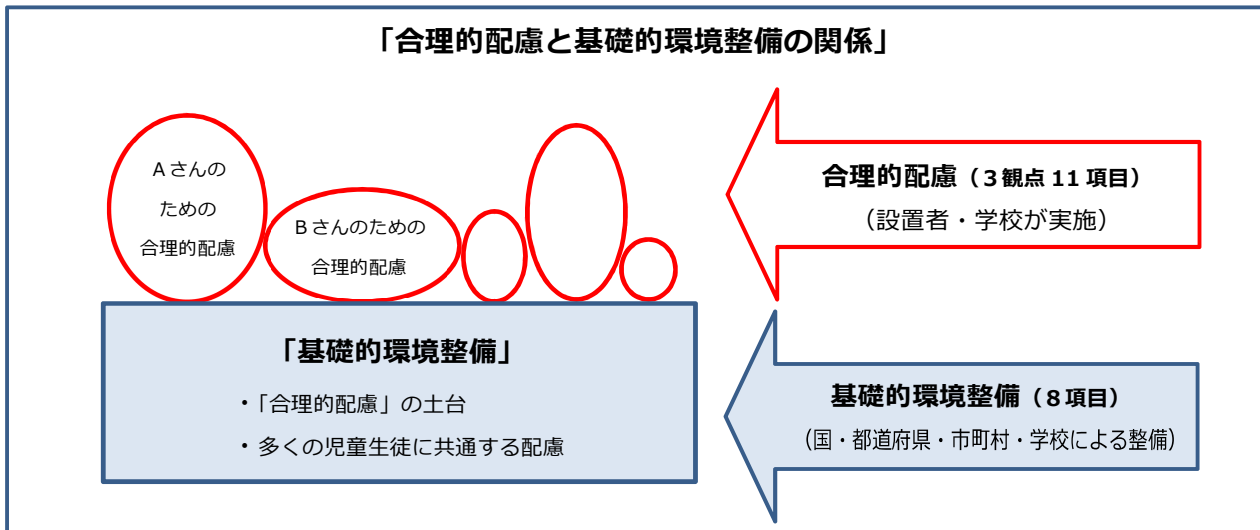 「合理的配慮と基礎的環境整備の関係」
Aさんの
ための
合理的配慮
Bさんのための
合理的配慮
合理的配慮（３観点 11 項目）
（設置者・学校が実施）
「基礎的環境整備」
・「合理的配慮」の土台
・多くの児童生徒に共通する配慮
基礎的環境整備（８項目）
（国・都道府県・市町村・学校による整備）